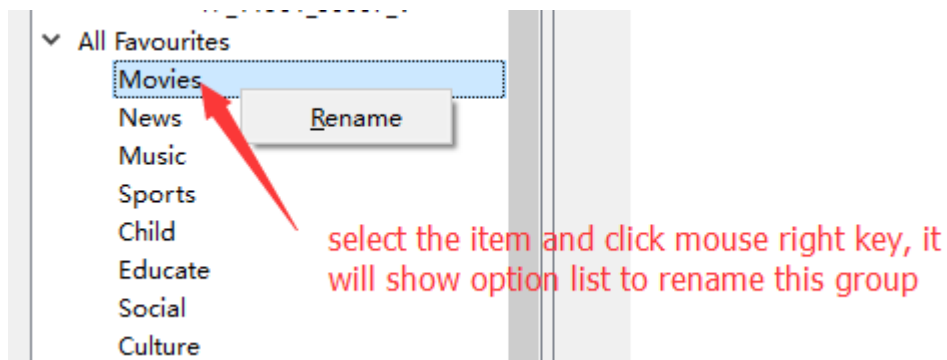 All Favourites
Movies
News
Rename
Music
Sports
Child
select the item and click mouse right key, it
will show option list to rename this group
Educate
Social
Culture